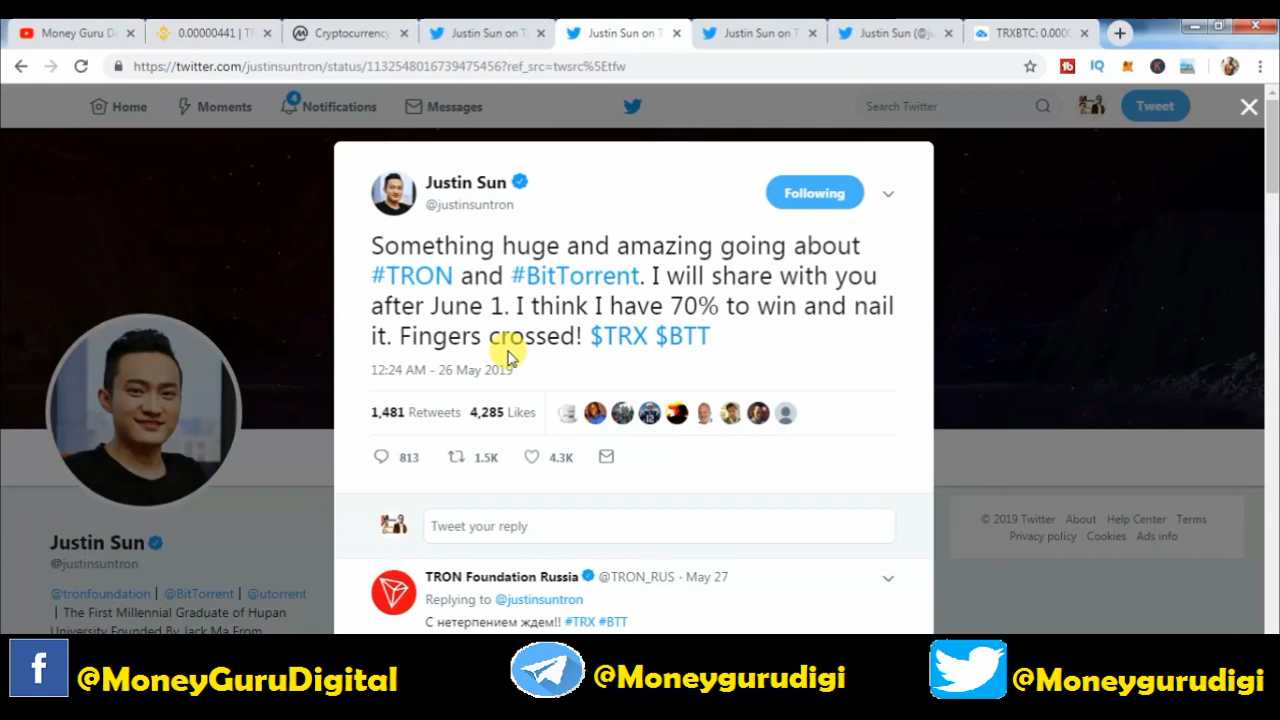 Money Guru D
0.00000441 | T
Cryptocurrency
Justin Sun on T
Justin Sun on T
Justin Sun on T
Justin Sun (@j
TRXBTC: 0.000
https://twitter.com/justinsuntron/status/1132548016739475456?ref_src=twsrc%5Etfw
Home
Moments
4
Notifications
Messages
Search Twitter
Tweet
Justin Sun
@justinsuntron
Following
Something huge and amazing going about
#TRON and #BitTorrent. I will share with you
after June 1. I think I have 70% to win and nail
it. Fingers crossed! $TRX $BTT
12:24 AM - 26 May 2019
1,481 Retweets 4,285 Likes
813 1.5K 4.3K
Tweet your reply
© 2019 Twitter About Help Center Terms
Privacy policy Cookies Ads info
Justin Sun
@justinsuntron
@tronfoundation | @BitTorrent | @utorrent
| The First Millennial Graduate of Hupan
University Founded By Jack Ma From
TRON Foundation Russia @TRON_RUS · May 27
Replying to @justinsuntron
С нетерпением ждем!! #TRX #BTT
f @MoneyGuruDigital
@Moneygurudigi
@Moneygurudigi